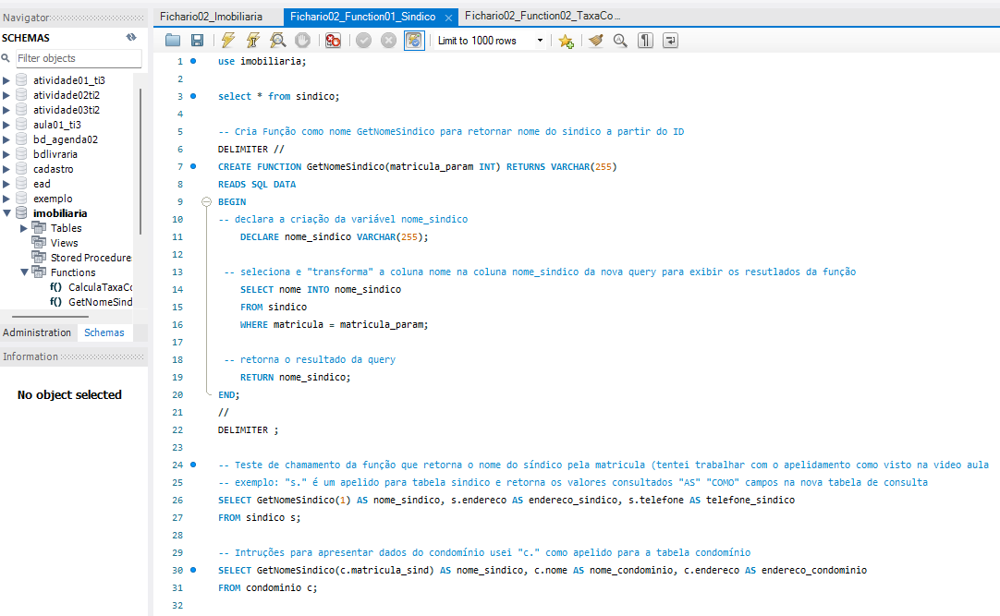 Navigator
SCHEMAS
Filter objects
atividade01_ti3
atividade02ti2
atividade03ti2
aula01_ti3
bd_agenda02
bdlivraria
cadastro
ead
exemplo
imobiliaria
Tables
Views
Stored Procedures
Functions
f() CalculaTaxaCo
f() GetNomeSind
Administration Schemas
Information
No object selected
Fichario02_Imobiliaria Fichario02_Function01_Sindico Fichario02_Function02_TaxaCo...
Limit to 1000 rows
1 use imobiliaria;
2
3 select * from sindico;
4
5 -- Cria Função como nome GetNomeSindico para retornar nome do sindico a partir do ID
6 DELIMITER //
7 CREATE FUNCTION GetNomeSindico(matricula_param INT) RETURNS VARCHAR(255)
8 READS SQL DATA
9 BEGIN
10 -- declara a criação da variável nome_sindico
11 DECLARE nome_sindico VARCHAR(255);
12
13 -- seleciona e "transforma" a coluna nome na coluna nome_sindico da nova query para exibir os resutlados da função
14 SELECT nome INTO nome_sindico
15 FROM sindico
16 WHERE matricula = matricula_param;
17
18 -- retorna o resultado da query
19 RETURN nome_sindico;
20 END;
21 //
22 DELIMITER ;
23
24 -- Teste de chamamento da função que retorna o nome do síndico pela matricula (tentei trabalhar com o apelidamento como visto na video aula
25 -- exemplo: "s." é um apelido para tabela sindico e retorna os valores consultados "AS" "COMO" campos na nova tabela de consulta
26 SELECT GetNomeSindico(1) AS nome_sindico, s.endereco AS endereco_sindico, s.telefone AS telefone_sindico
27 FROM sindico s;
28
29 -- Intruções para apresentar dados do condomínio usei "c." como apelido para a tabela condomínio
30 SELECT GetNomeSindico(c.matricula_sind) AS nome_sindico, c.nome AS nome_condominio, c.endereco AS endereco_condominio
31 FROM condominio c;
32